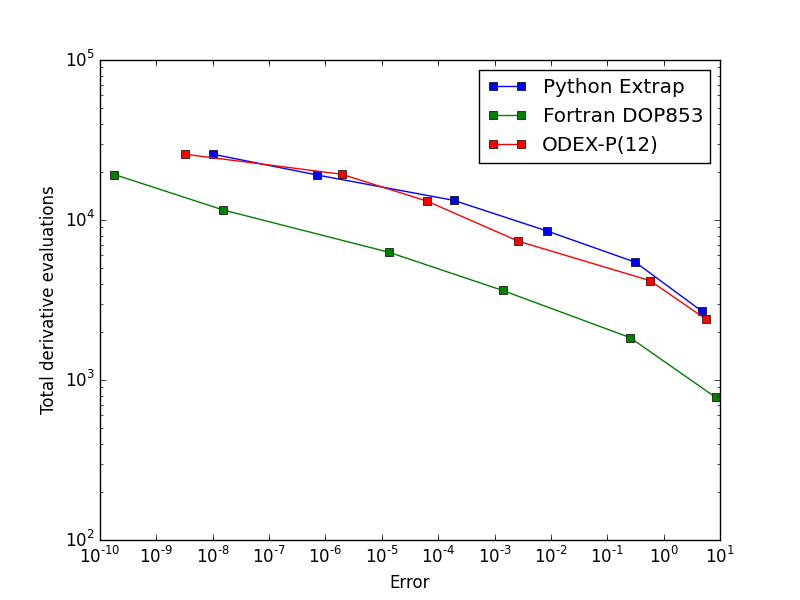 10^5
10^4
10^3
10^2
Total derivative evaluations
Python Extrap
Fortran DOP853
ODEX-P(12)
10^-10 10^-9 10^-8 10^-7 10^-6 10^-5 10^-4 10^-3 10^-2 10^-1 10^0 10^1
Error